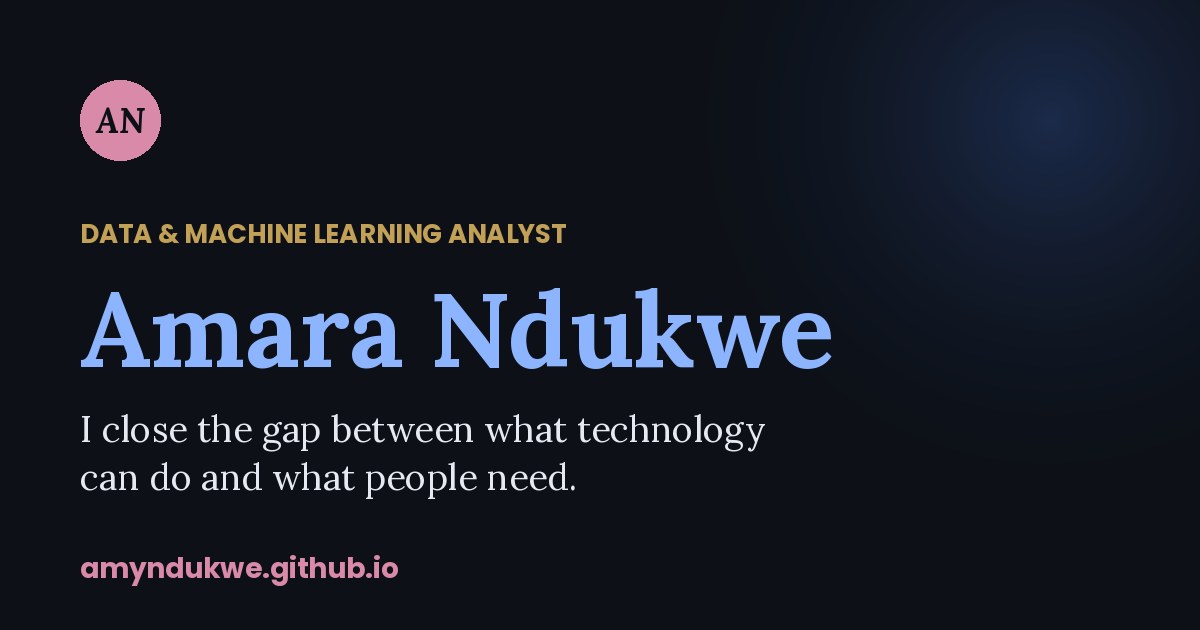 AN
DATA & MACHINE LEARNING ANALYST
Amara Ndukwe
I close the gap between what technology
can do and what people need.
amyndukwe.github.io